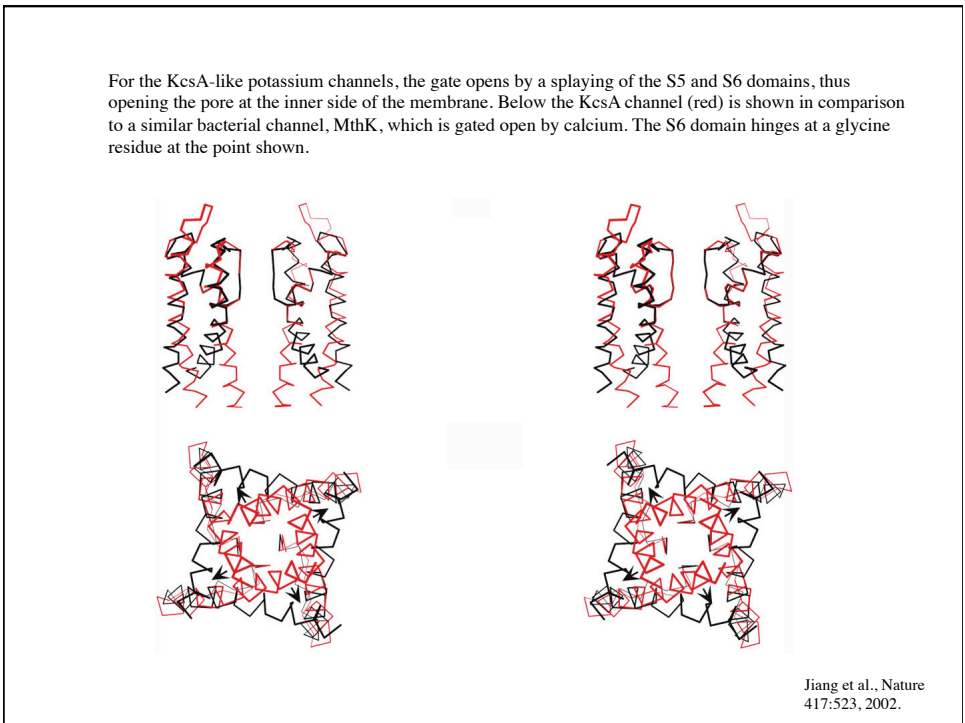 For the KcsA-like potassium channels, the gate opens by a splaying of the S5 and S6 domains, thus
opening the pore at the inner side of the membrane. Below the KcsA channel (red) is shown in comparison
to a similar bacterial channel, MthK, which is gated open by calcium. The S6 domain hinges at a glycine
residue at the point shown.
Jiang et al., Nature
417:523, 2002.